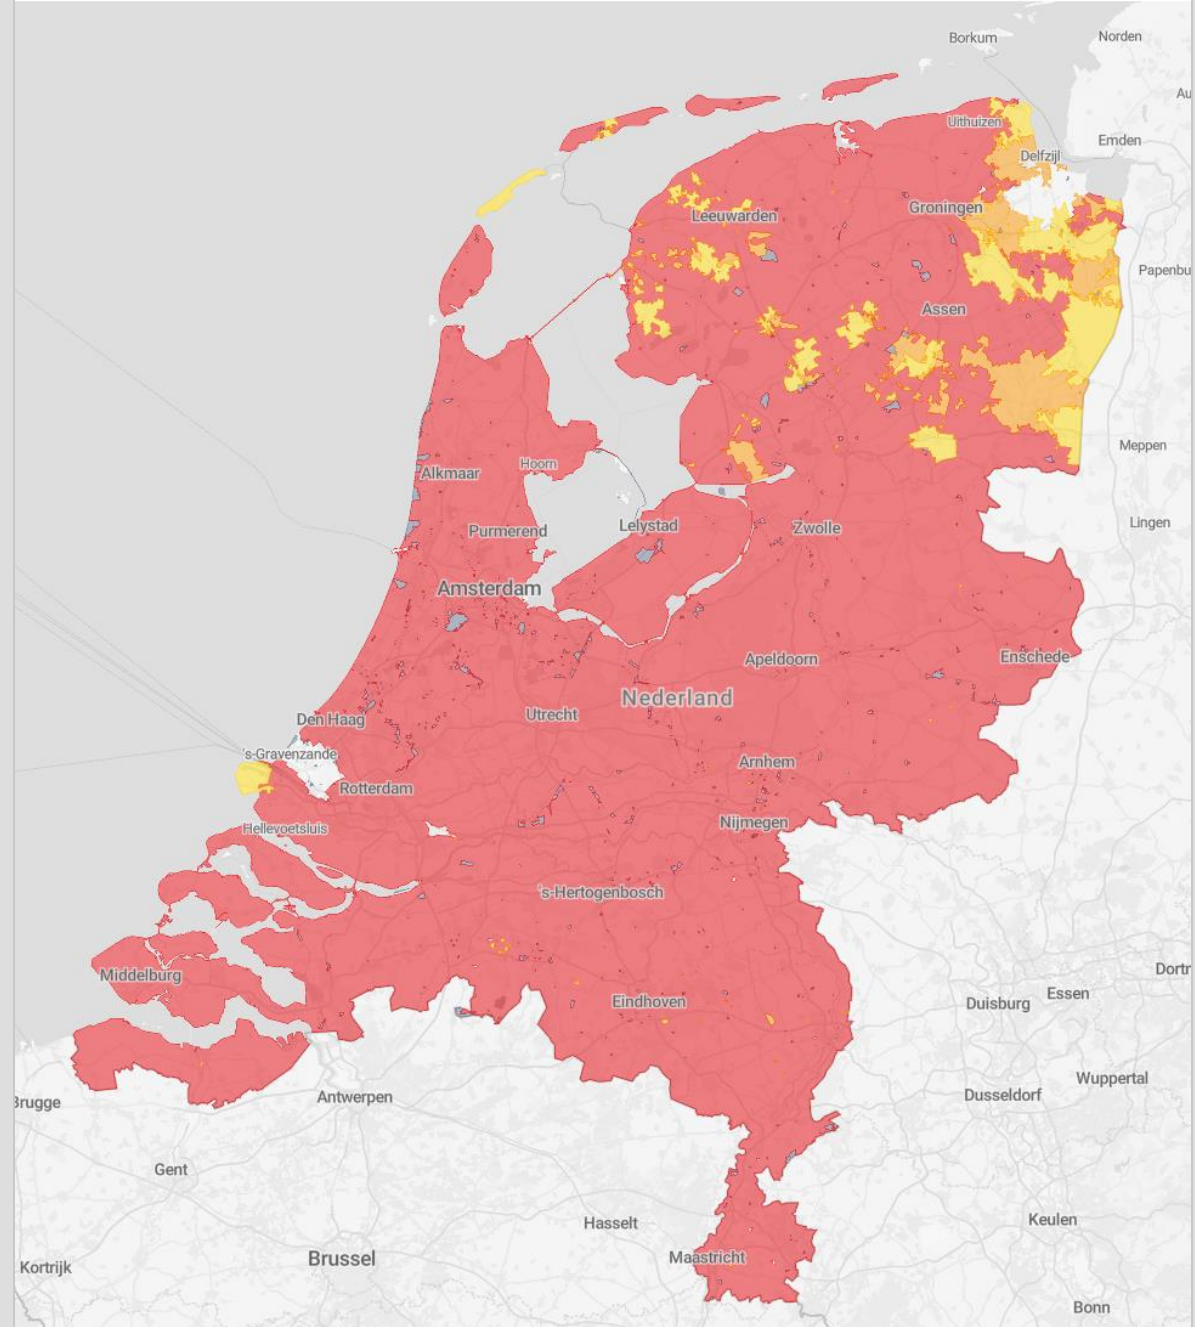 Borkum
Norden
Au
Uithuizen
Emden
Delfzijl
Leeuwarden
Groningen
Papenbu
Assen
Meppen
Alkmaar
Hoorn
Purmerend
Lelystad
Zwolle
Lingen
Amsterdam
Apeldoorn
Enschede
Nederland
Den Haag
Utrecht
's-Gravenzande
Arnhem
Rotterdam
Hellevoetsluis
Nijmegen
's-Hertogenbosch
Middelburg
Eindhoven
Duisburg
Essen
Dortr
Brugge
Antwerpen
Dusseldorf
Wuppertal
Gent
Hasselt
Keulen
Maastricht
Brussel
Kortrijk
Bonn